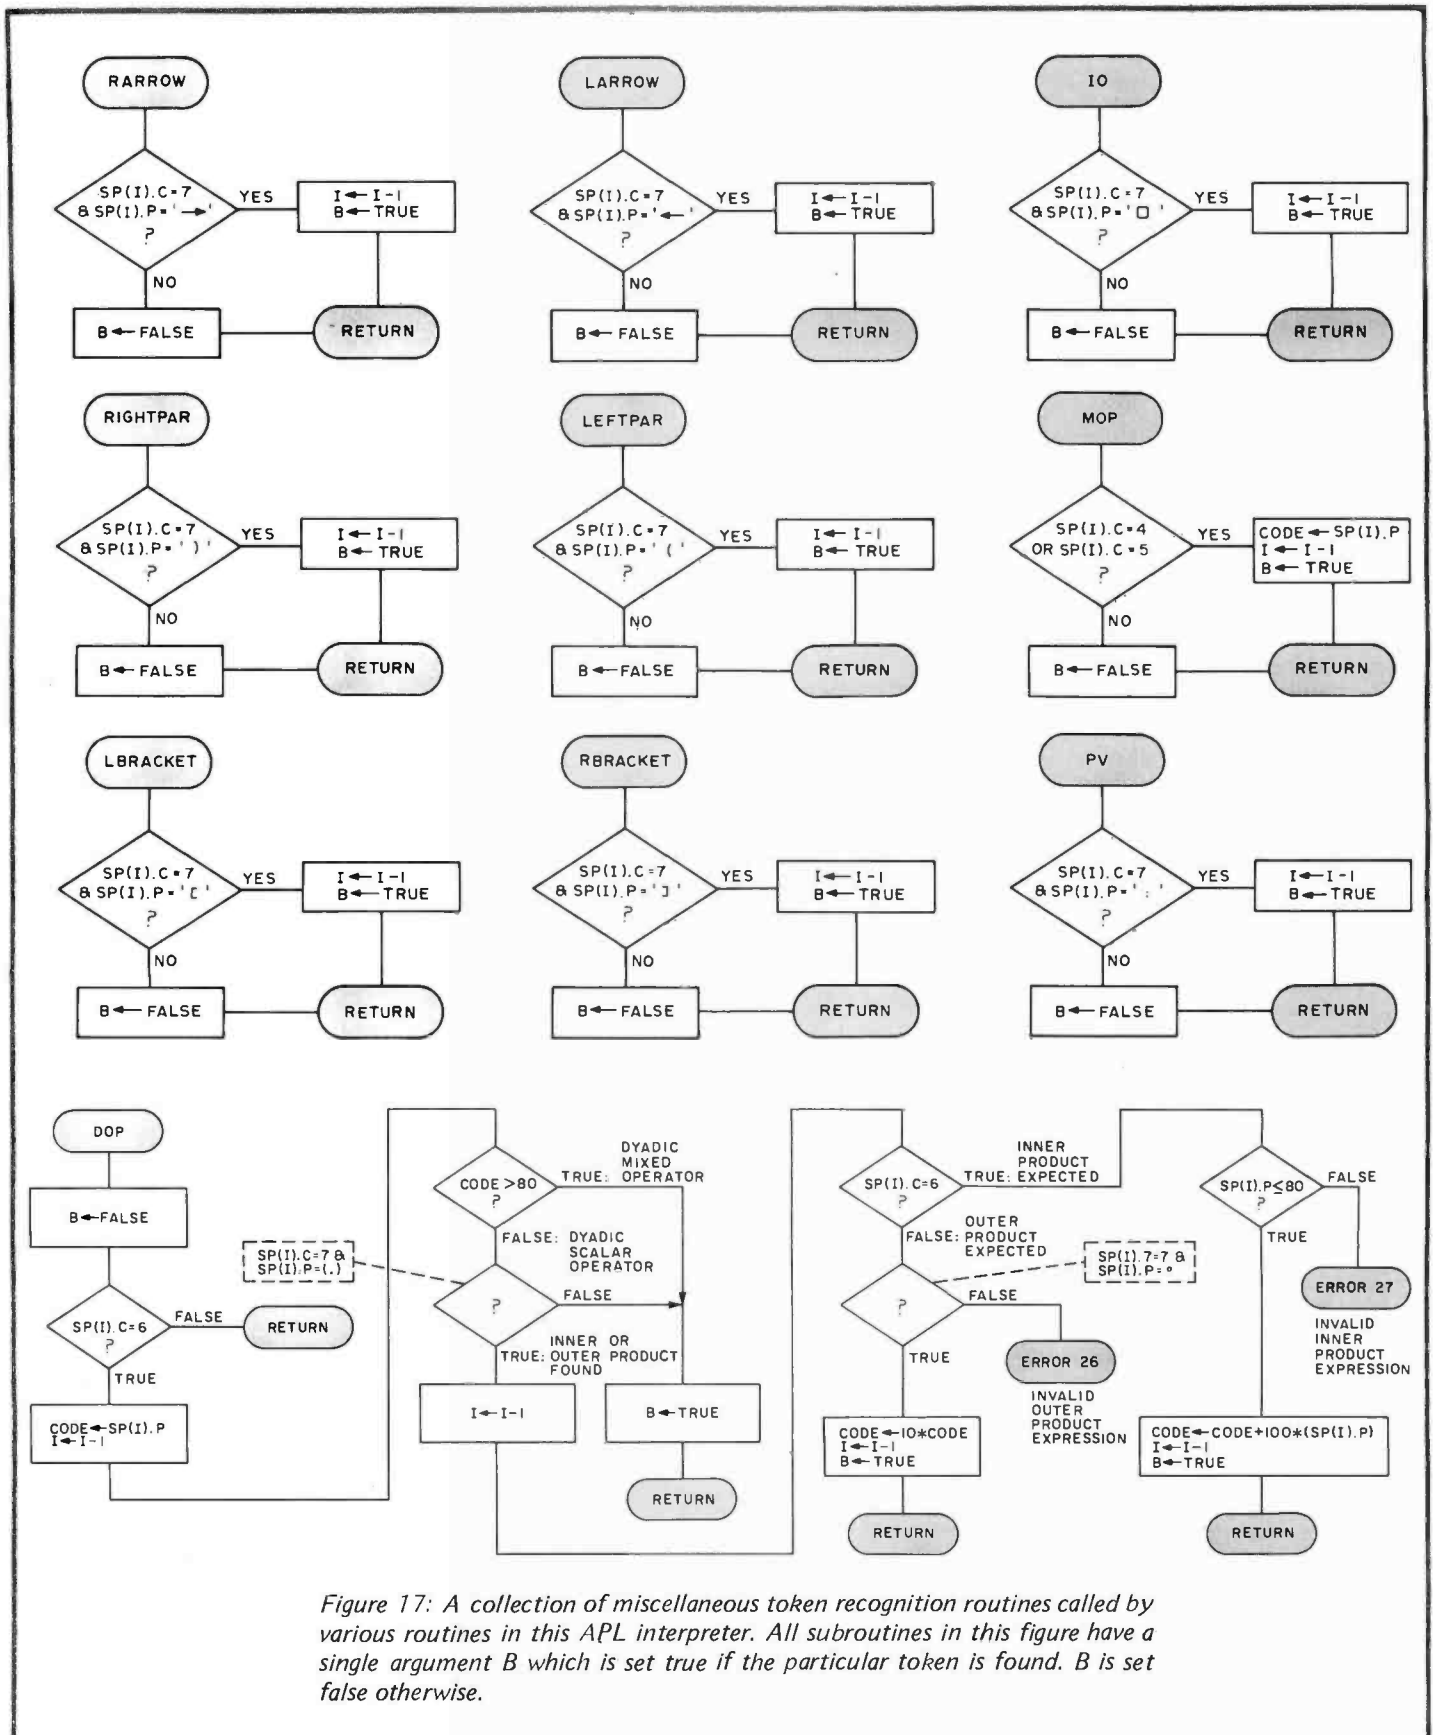 RARROW
SP(I).C=7
& SP(I).P='→'
?
YES
I←I-1
B←TRUE
NO
B←FALSE
RETURN
LARROW
SP(I).C=7
& SP(I).P='←'
?
YES
I←I-1
B←TRUE
NO
B←FALSE
RETURN
IO
SP(I).C=7
& SP(I).P='□'
?
YES
I←I-1
B←TRUE
NO
B←FALSE
RETURN
RIGHTPAR
SP(I).C=7
& SP(I).P=')'
?
YES
I←I-1
B←TRUE
NO
B←FALSE
RETURN
LEFTPAR
SP(I).C=7
& SP(I).P='('
?
YES
I←I-1
B←TRUE
NO
B←FALSE
RETURN
MOP
SP(I).C=4
OR SP(I).C=5
?
YES
CODE←SP(I).P
I←I-1
B←TRUE
NO
B←FALSE
RETURN
LBRACKET
SP(I).C=7
& SP(I).P='['
?
YES
I←I-1
B←TRUE
NO
B←FALSE
RETURN
RBRACKET
SP(I).C=7
& SP(I).P=']'
?
YES
I←I-1
B←TRUE
NO
B←FALSE
RETURN
PV
SP(I).C=7
& SP(I).P=';'
?
YES
I←I-1
B←TRUE
NO
B←FALSE
RETURN
DOP
B←FALSE
SP(I).C=6
?
FALSE
RETURN
TRUE
CODE←SP(I).P
I←I-1
CODE>80
?
DYADIC
MIXED
TRUE: OPERATOR
FALSE: DYADIC
SCALAR
OPERATOR
SP(I).C=7 &
SP(I).P=(.)
?
FALSE
INNER OR
TRUE: OUTER PRODUCT
FOUND
I←I-1
B←TRUE
RETURN
SP(I).C=6
?
INNER
PRODUCT
TRUE: EXPECTED
OUTER
FALSE: PRODUCT
EXPECTED
SP(I).7=7 &
SP(I).P=°
?
FALSE
ERROR 26
INVALID
OUTER
PRODUCT
EXPRESSION
TRUE
CODE←10*CODE
I←I-1
B←TRUE
RETURN
SP(I).P≤80
?
FALSE
ERROR 27
INVALID
INNER
PRODUCT
EXPRESSION
TRUE
CODE←CODE+100*(SP(I).P)
I←I-1
B←TRUE
RETURN
Figure 17: A collection of miscellaneous token recognition routines called by
various routines in this APL interpreter. All subroutines in this figure have a
single argument B which is set true if the particular token is found. B is set
false otherwise.